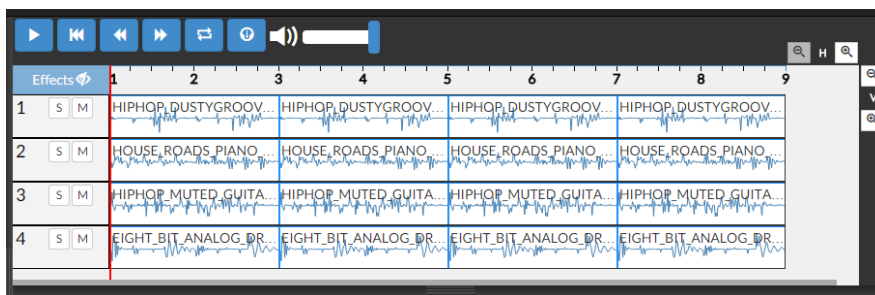 H
Effects 1 2 3 4 5 6 7 8 9
V
1 S M HIPHOP_DUSTYGROOV... HIPHOP_DUSTYGROOV... HIPHOP_DUSTYGROOV... HIPHOP_DUSTYGROOV...
2 S M HOUSE_ROADS_PIANO_... HOUSE_ROADS_PIANO_... HOUSE_ROADS_PIANO_... HOUSE_ROADS_PIANO_...
3 S M HIPHOP_MUTED_GUITA... HIPHOP_MUTED_GUITA... HIPHOP_MUTED_GUITA... HIPHOP_MUTED_GUITA...
4 S M EIGHT_BIT_ANALOG_DR... EIGHT_BIT_ANALOG_DR... EIGHT_BIT_ANALOG_DR... EIGHT_BIT_ANALOG_DR...